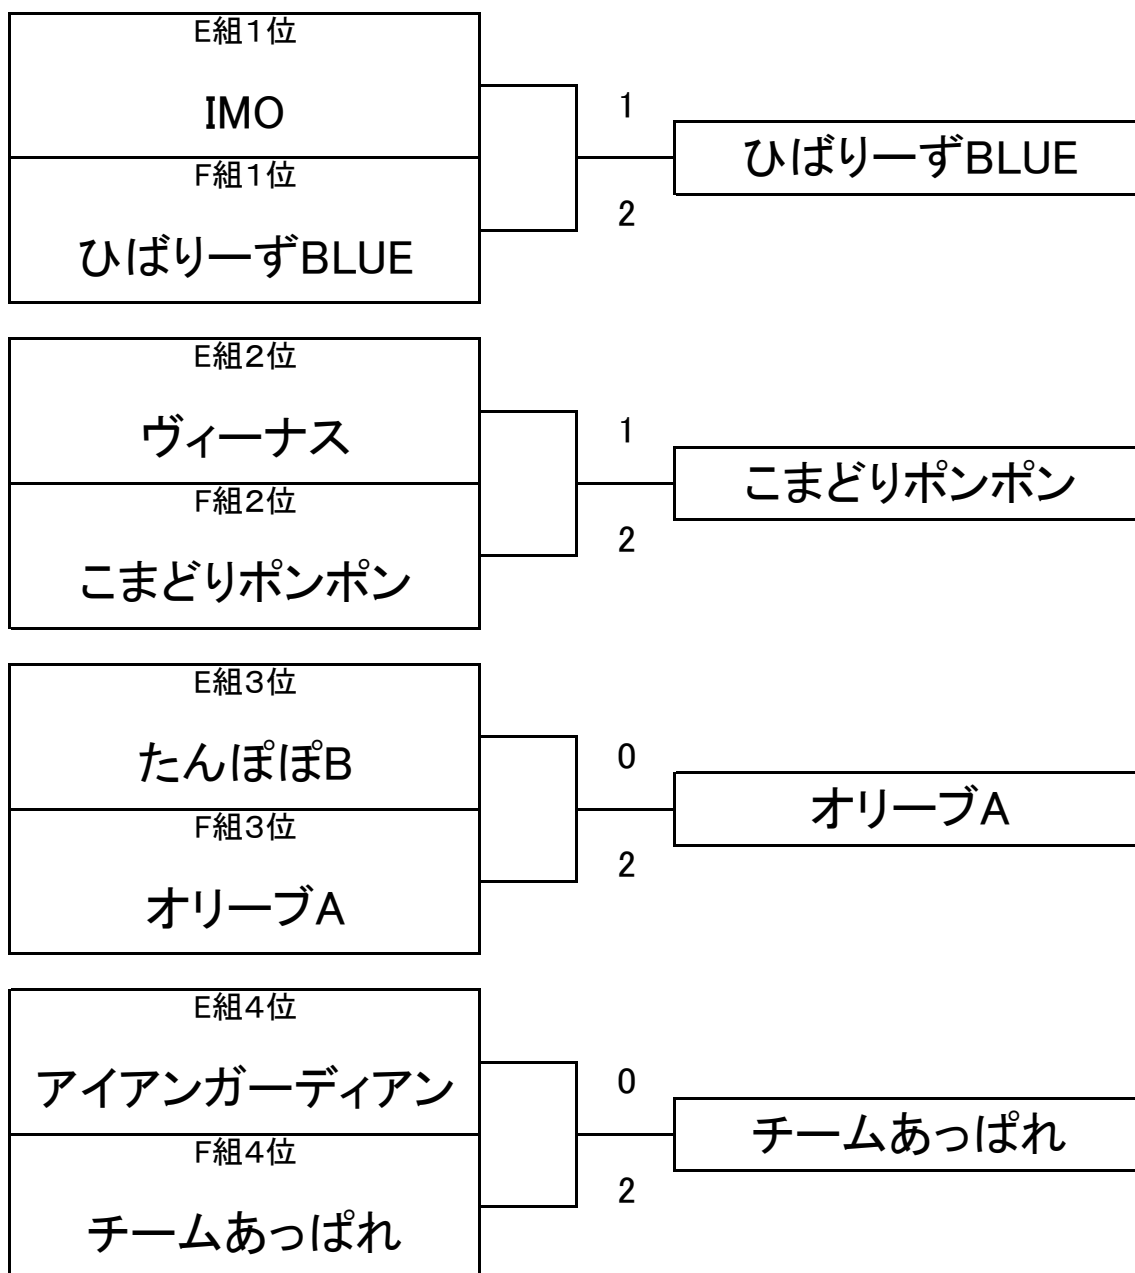 E組1位
IMO
1
ひばりーずBLUE
F組1位
2
ひばりーずBLUE
E組2位
ヴィーナス
1
こまどりポンポン
F組2位
2
こまどりポンポン
E組3位
たんぽぽB
0
オリーブA
F組3位
2
オリーブA
E組4位
アイアンガーディアン
0
チームあっぱれ
F組4位
2
チームあっぱれ